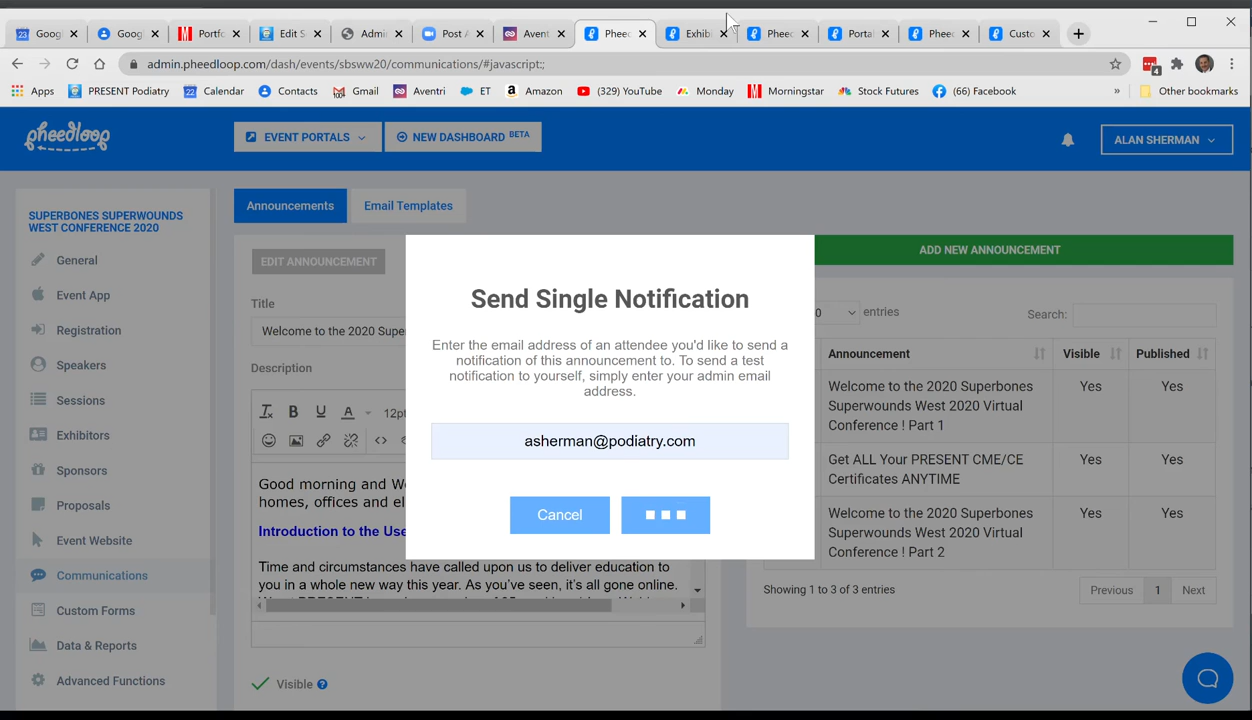 Goog
Goog
Portfo
Edit S
Admi
Post A
Avent
Pheed
Exhib
Pheed
Porta
Pheed
Custo
admin.pheedloop.com/dash/events/sbsww20/communications/#javascript:;
4
Apps
PRESENT Podiatry
Calendar
Contacts
Gmail
Aventri
ET
Amazon
(329) YouTube
Monday
Morningstar
Stock Futures
(66) Facebook
»
Other bookmarks
pheedloop
EVENT PORTALS
NEW DASHBOARD BETA
ALAN SHERMAN
SUPERBONES SUPERWOUNDS
WEST CONFERENCE 2020
General
Event App
Registration
Speakers
Sessions
Exhibitors
Sponsors
Proposals
Event Website
Communications
Custom Forms
Data & Reports
Advanced Functions
Announcements
Email Templates
EDIT ANNOUNCEMENT
Title
Welcome to the 2020 Supe
Description
B U A 12pt
Good morning and We
homes, offices and el
Introduction to the Use
Time and circumstances have called upon us to deliver education to
you in a whole new way this year. As you've seen, it's all gone online.
Visible
Send Single Notification
Enter the email address of an attendee you'd like to send a
notification of this announcement to. To send a test
notification to yourself, simply enter your admin email
address.
asherman@podiatry.com
Cancel
ADD NEW ANNOUNCEMENT
0 entries
Search:
Announcement Visible Published
Welcome to the 2020 Superbones
Superwounds West 2020 Virtual
Conference ! Part 1
Yes Yes
Get ALL Your PRESENT CME/CE
Certificates ANYTIME
Yes Yes
Welcome to the 2020 Superbones
Superwounds West 2020 Virtual
Conference ! Part 2
Yes Yes
Showing 1 to 3 of 3 entries
Previous 1 Next